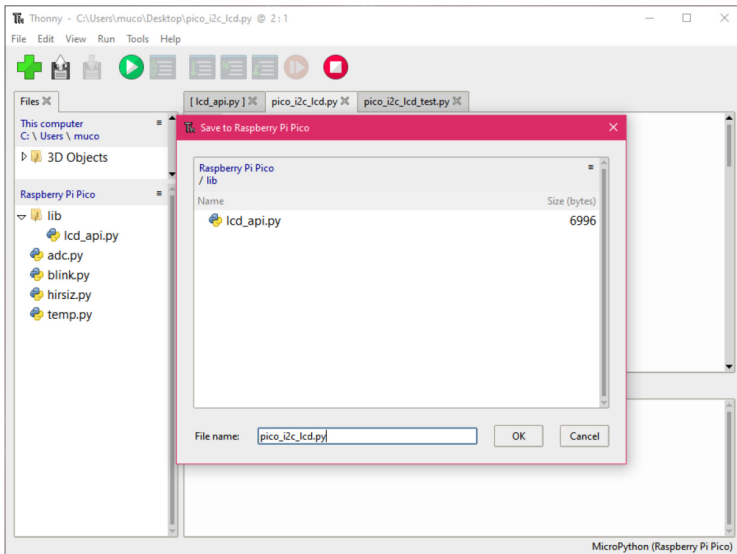 Thonny - C:\Users\muco\Desktop\pico_i2c_lcd.py @ 2 : 1
File Edit View Run Tools Help
Files
[ lcd_api.py ] pico_i2c_lcd.py pico_i2c_lcd_test.py
This computer
C: \ Users \ muco
3D Objects
Raspberry Pi Pico
lib
lcd_api.py
adc.py
blink.py
hirsiz.py
temp.py
Save to Raspberry Pi Pico
Raspberry Pi Pico
/ lib
Name Size (bytes)
lcd_api.py 6996
File name: pico_i2c_lcd.py OK Cancel
MicroPython (Raspberry Pi Pico)